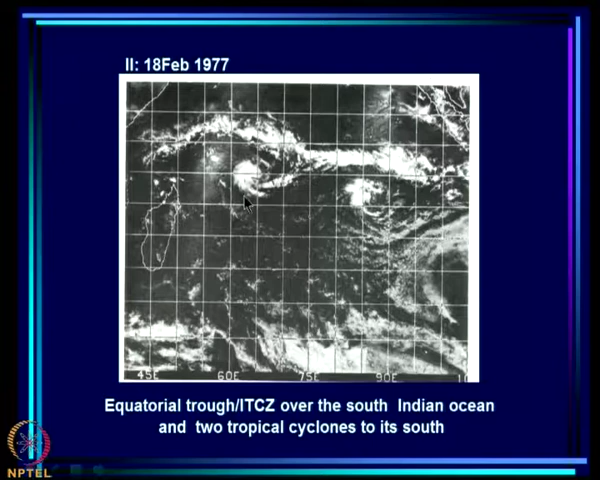 II: 18Feb 1977
45E 60E 75E 90E 10
Equatorial trough/ITCZ over the south Indian ocean
and two tropical cyclones to its south
NPTEL